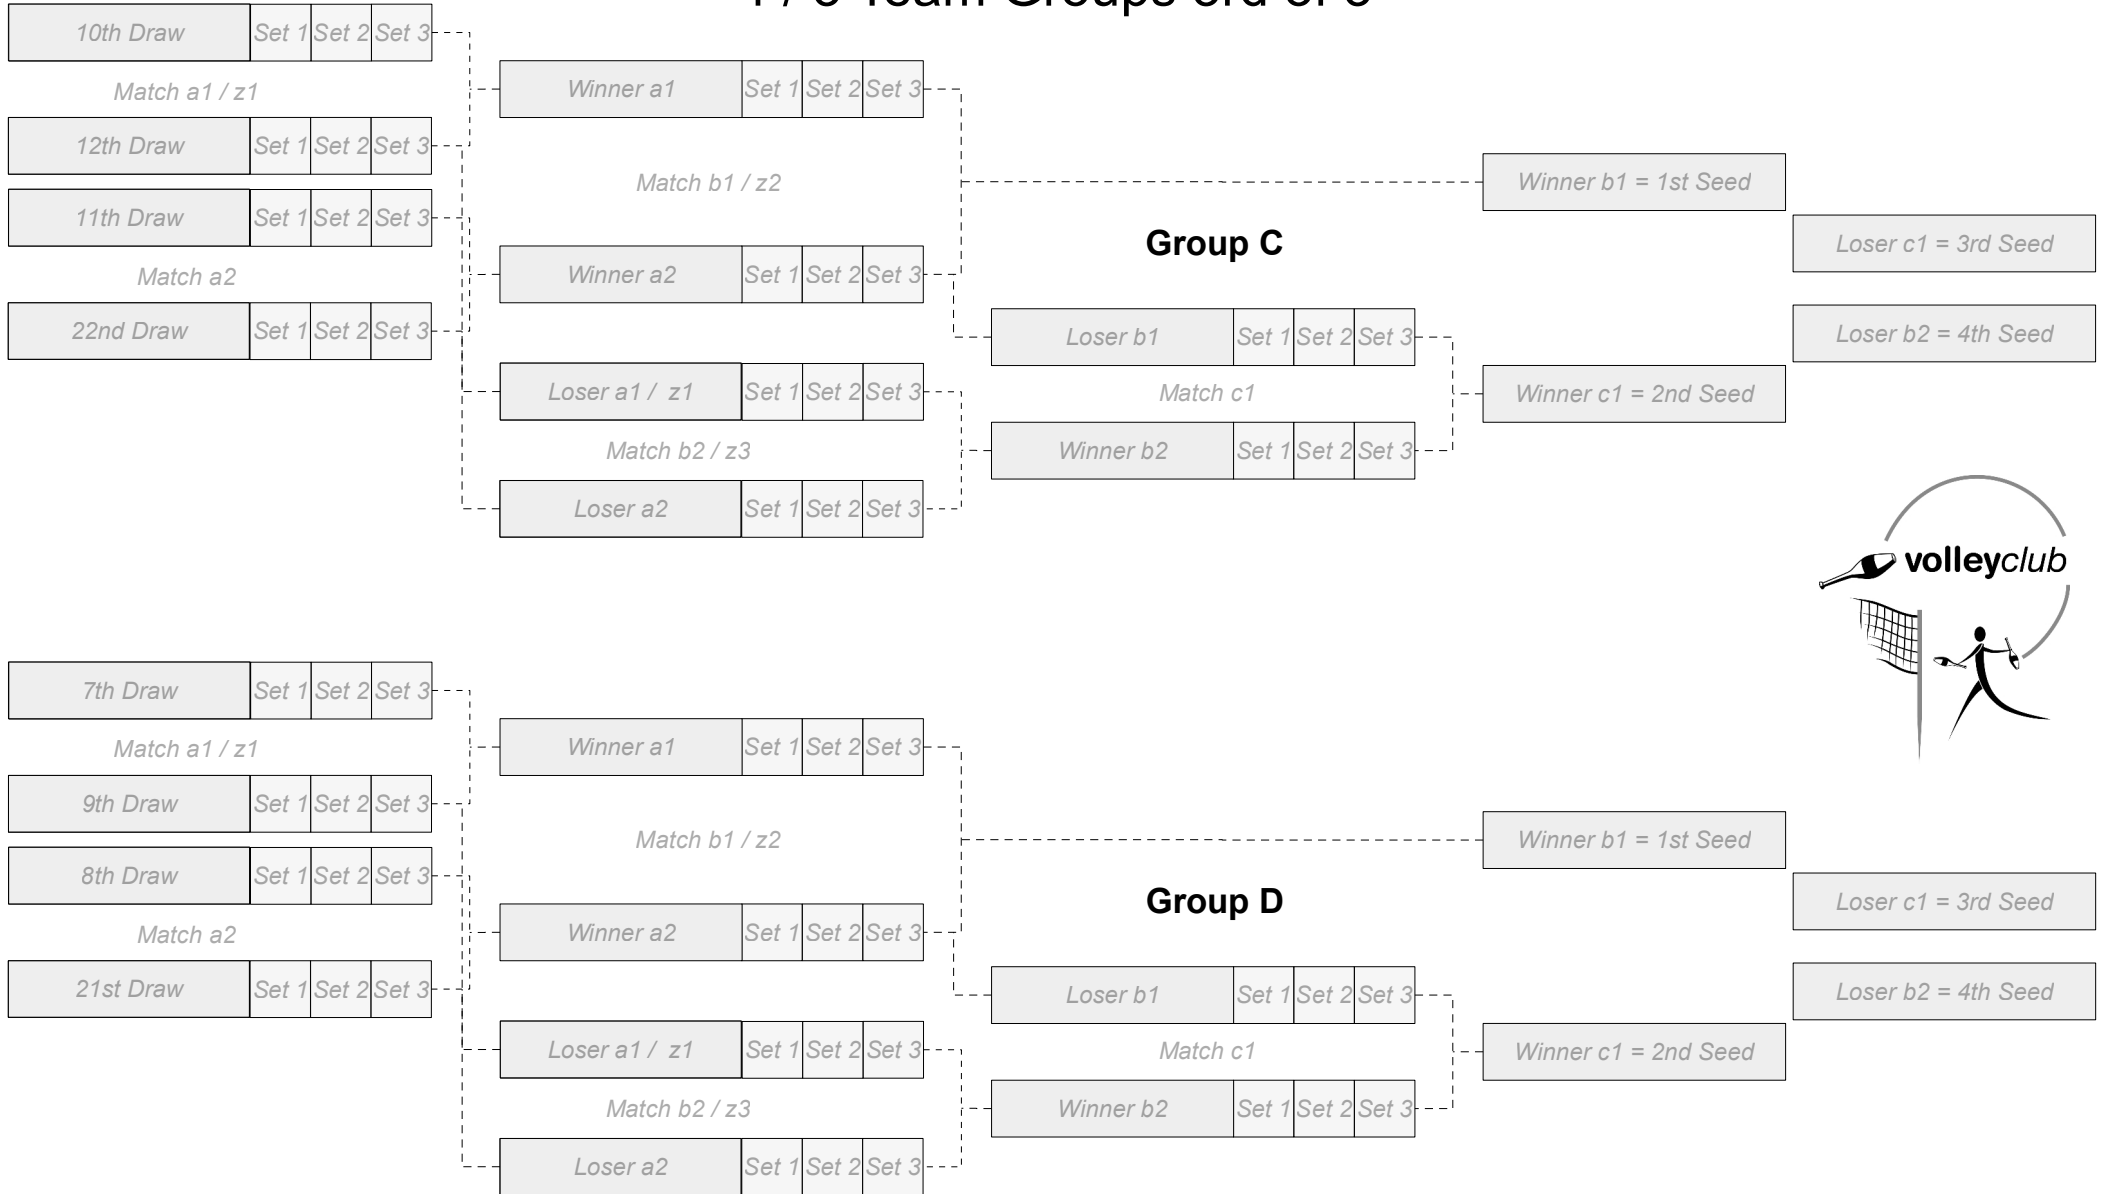 Team Groups 3rd of
10th Draw Set 1 Set 2 Set 3
Match a1 / z1
12th Draw Set 1 Set 2 Set 3
11th Draw Set 1 Set 2 Set 3
Match a2
22nd Draw Set 1 Set 2 Set 3
Winner a1 Set 1 Set 2 Set 3
Match b1 / z2
Winner a2 Set 1 Set 2 Set 3
Loser a1 / z1 Set 1 Set 2 Set 3
Match b2 / z3
Loser a2 Set 1 Set 2 Set 3
Group C
Loser b1 Set 1 Set 2 Set 3
Match c1
Winner b2 Set 1 Set 2 Set 3
Winner b1 = 1st Seed
Loser c1 = 3rd Seed
Loser b2 = 4th Seed
Winner c1 = 2nd Seed
volleyclub
7th Draw Set 1 Set 2 Set 3
Match a1 / z1
9th Draw Set 1 Set 2 Set 3
8th Draw Set 1 Set 2 Set 3
Match a2
21st Draw Set 1 Set 2 Set 3
Winner a1 Set 1 Set 2 Set 3
Match b1 / z2
Winner a2 Set 1 Set 2 Set 3
Loser a1 / z1 Set 1 Set 2 Set 3
Match b2 / z3
Loser a2 Set 1 Set 2 Set 3
Group D
Loser b1 Set 1 Set 2 Set 3
Match c1
Winner b2 Set 1 Set 2 Set 3
Winner b1 = 1st Seed
Loser c1 = 3rd Seed
Loser b2 = 4th Seed
Winner c1 = 2nd Seed